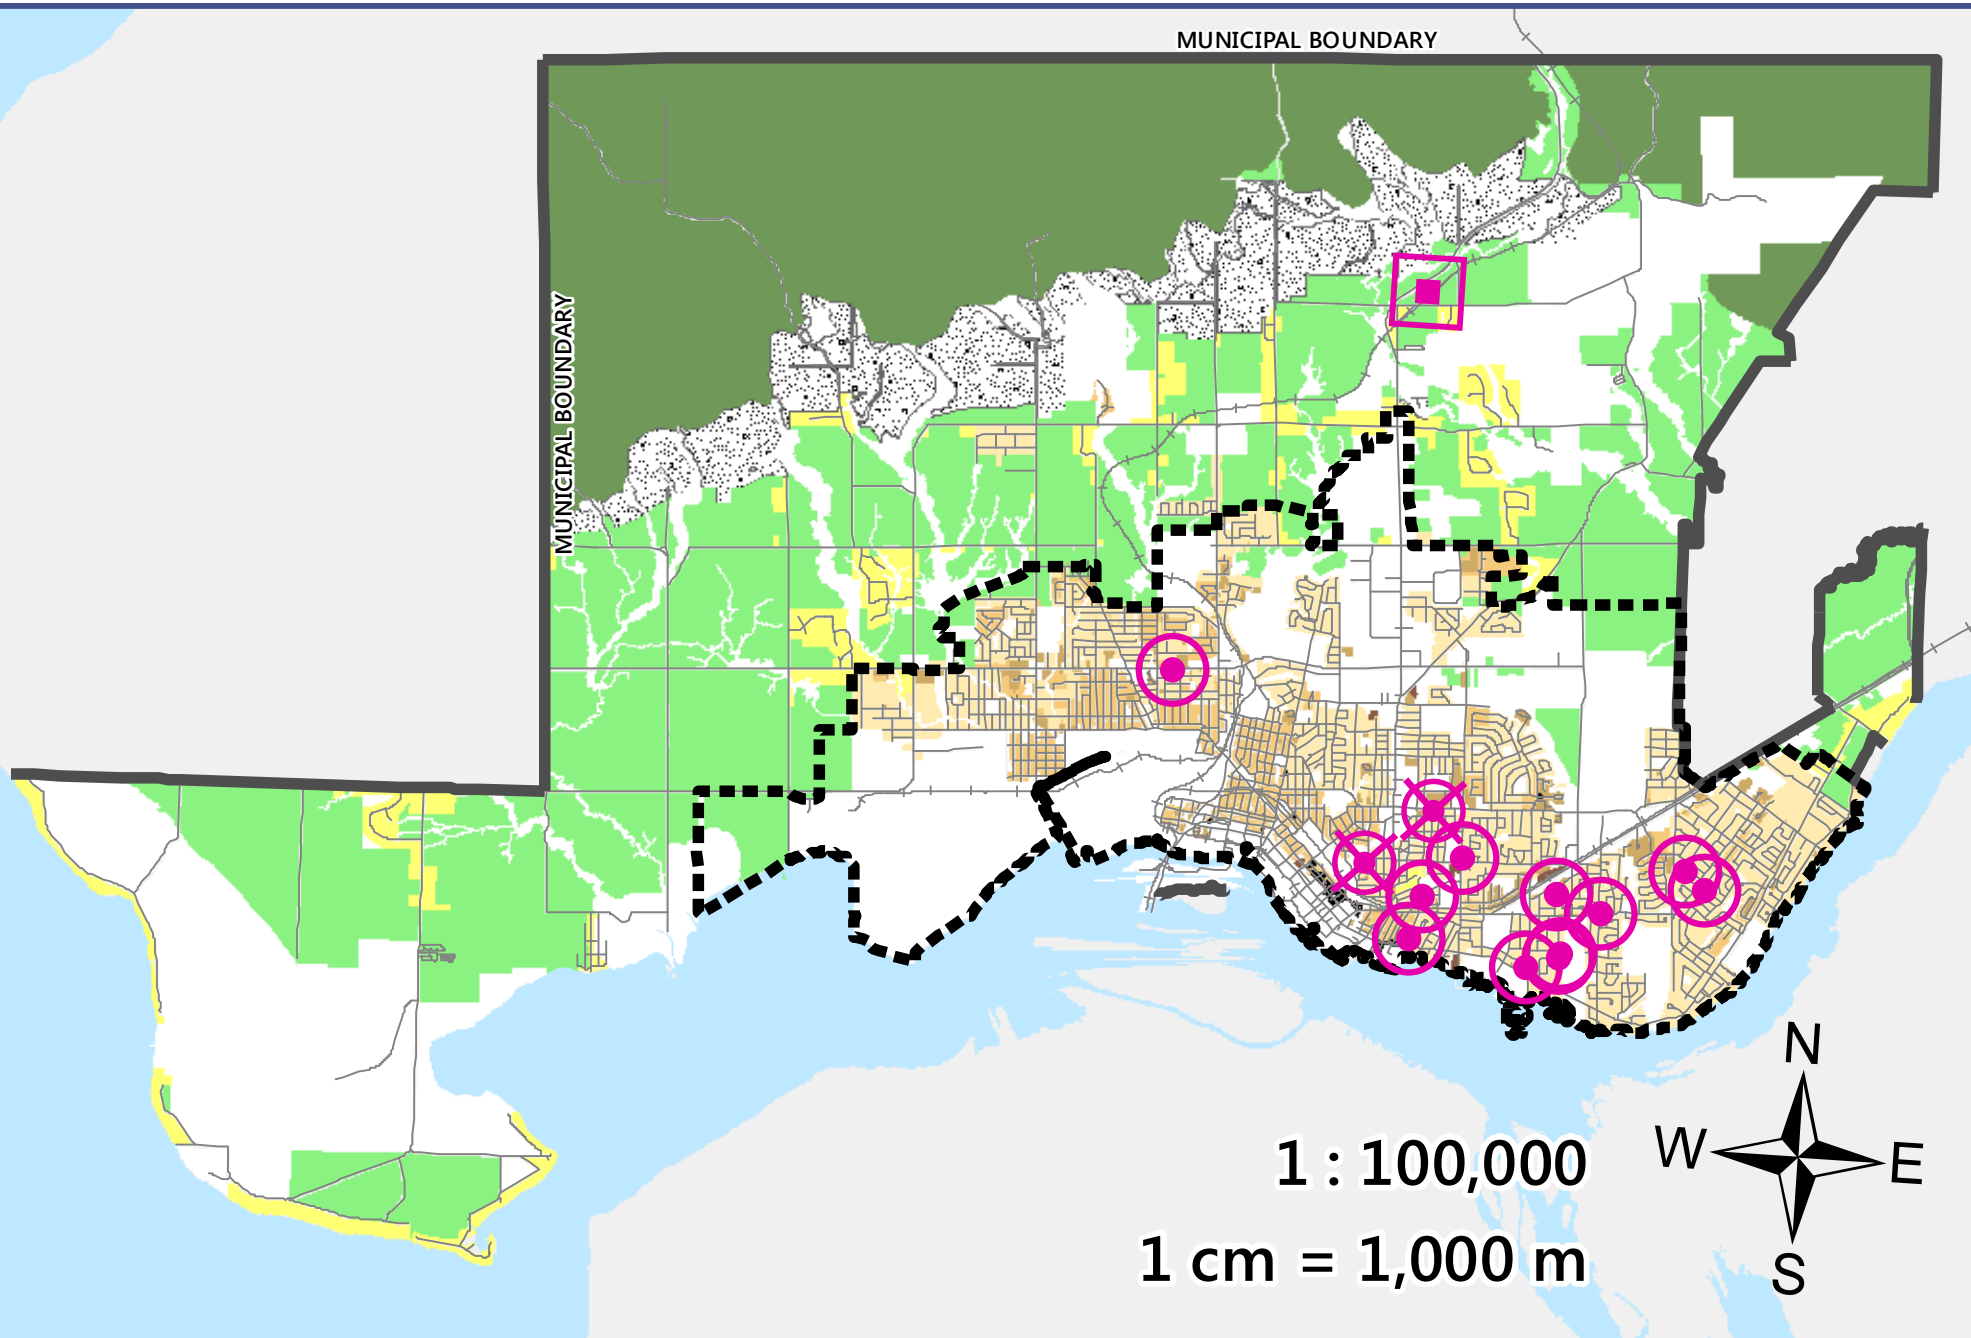 MUNICIPAL BOUNDARY
MUNICIPAL BOUNDARY
N
W E
S
1 : 100,000
1 cm = 1,000 m